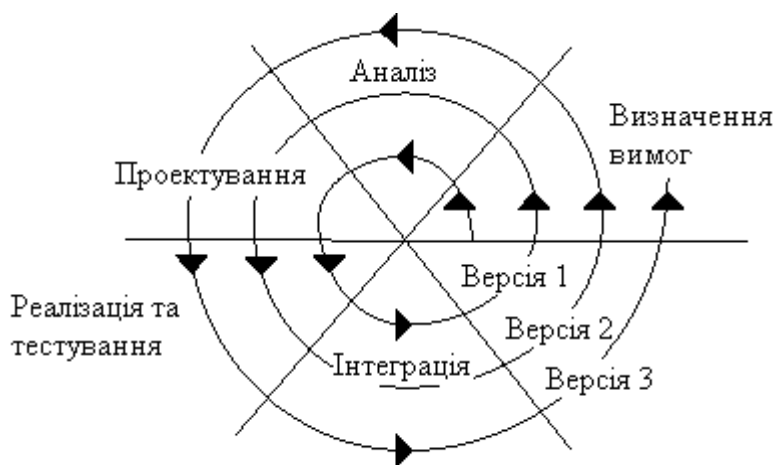 Аналіз
Визначення
вимог
Проектування
Версія 1
Реалізація та
тестування
Версія 2
Інтеграція
Версія 3